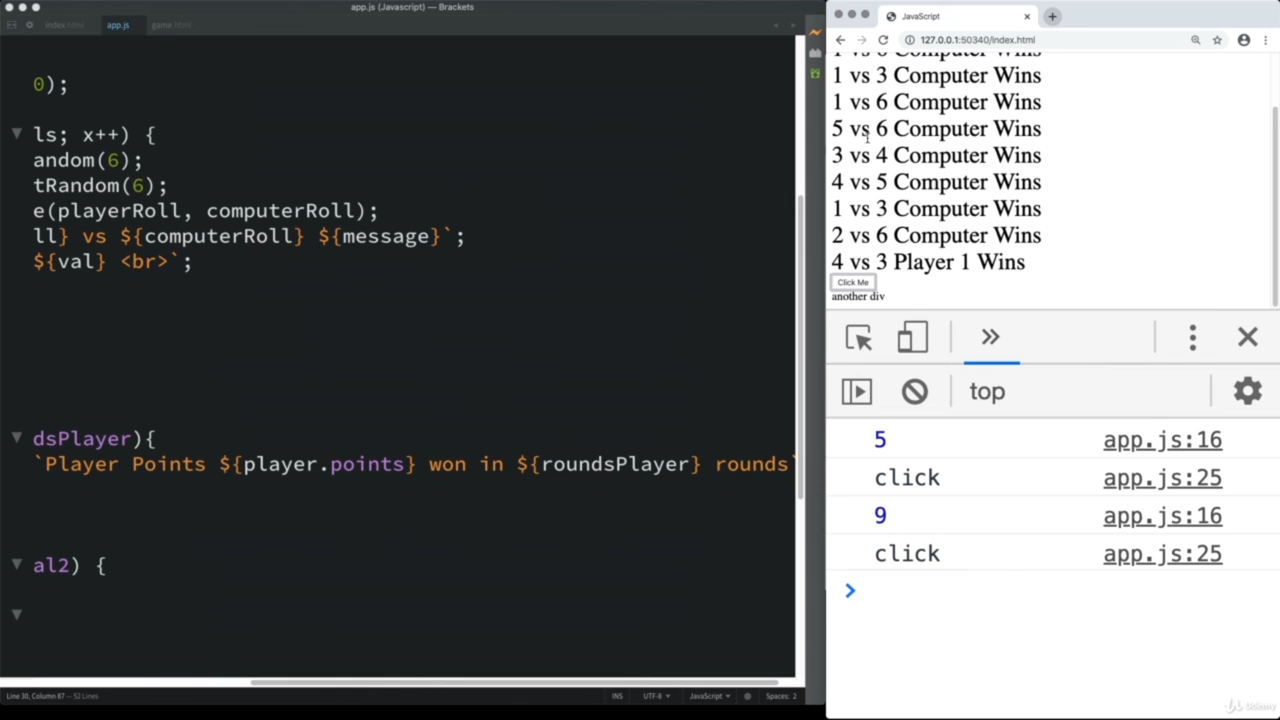 app.js (Javascript) — Brackets
index.html app.js game.html
0);
ls; x++) {
andom(6);
tRandom(6);
e(playerRoll, computerRoll);
ll} vs ${computerRoll} ${message}`;
${val} <br>`;
dsPlayer){
`Player Points ${player.points} won in ${roundsPlayer} rounds`
al2) {
Line 30, Column 87 — 52 Lines
INS UTF-8 JavaScript Spaces: 2
JavaScript
127.0.0.1:50340/index.html
1 vs 6 Computer Wins
1 vs 3 Computer Wins
1 vs 6 Computer Wins
5 vs 6 Computer Wins
3 vs 4 Computer Wins
4 vs 5 Computer Wins
1 vs 3 Computer Wins
2 vs 6 Computer Wins
4 vs 3 Player 1 Wins
Click Me
another div
top
5 app.js:16
click app.js:25
9 app.js:16
click app.js:25
Udemy